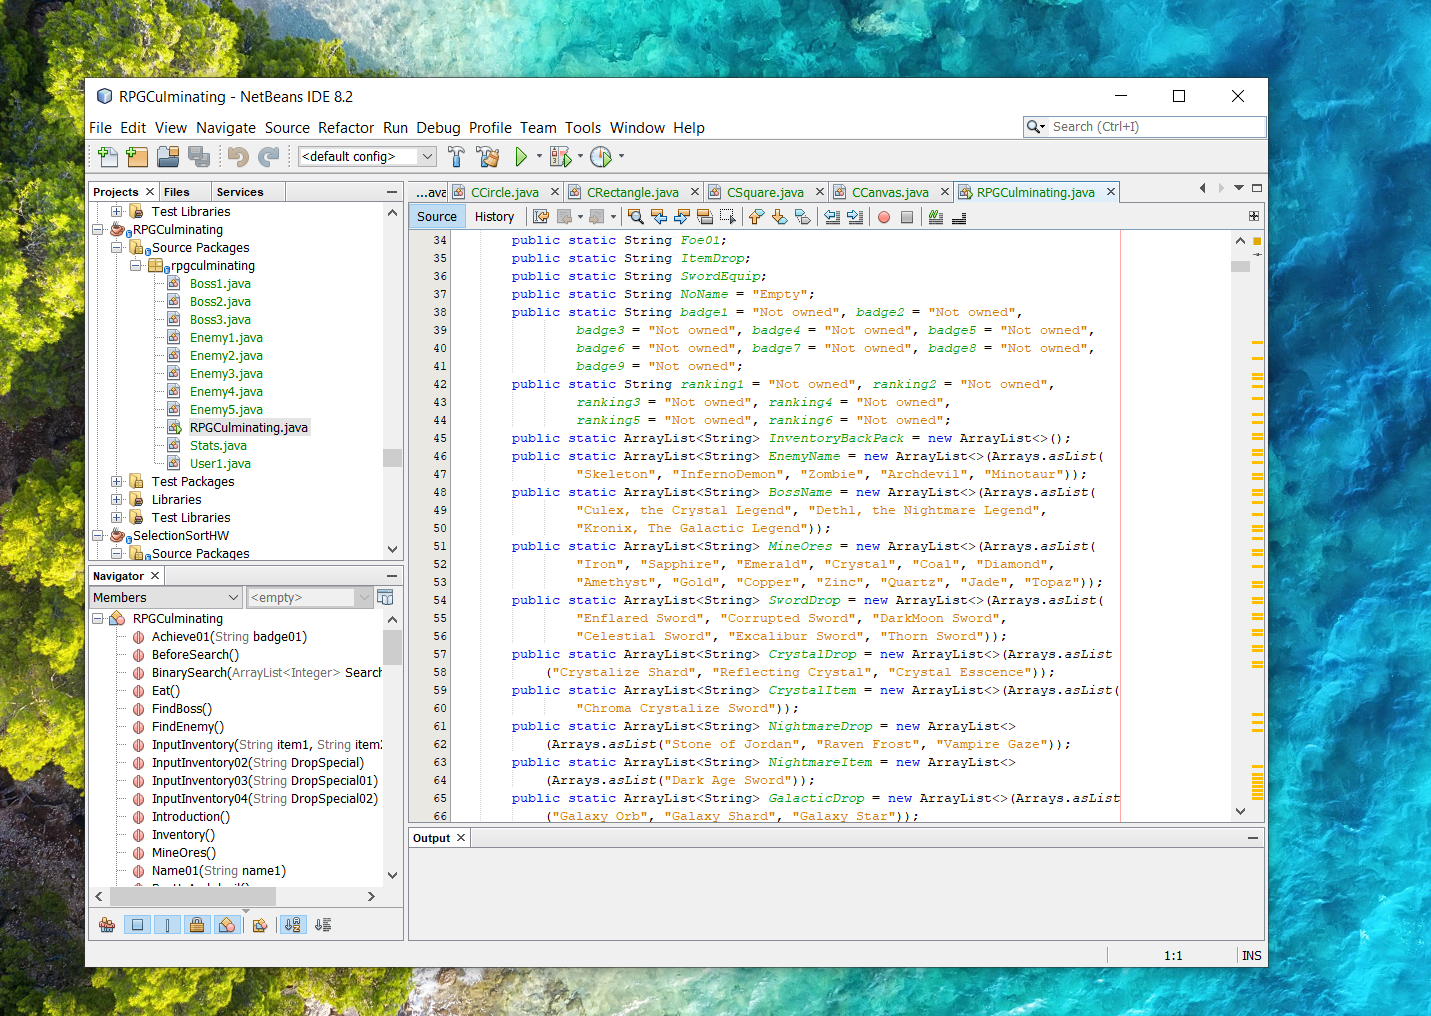 RPGCulminating - NetBeans IDE 8.2
File Edit View Navigate Source Refactor Run Debug Profile Team Tools Window Help
Search (Ctrl+I)
<default config>
Projects Files Services
Test Libraries
RPGCulminating
Source Packages
rpgculminating
Boss1.java
Boss2.java
Boss3.java
Enemy1.java
Enemy2.java
Enemy3.java
Enemy4.java
Enemy5.java
RPGCulminating.java
Stats.java
User1.java
Test Packages
Libraries
Test Libraries
SelectionSortHW
Source Packages
Navigator
Members <empty>
RPGCulminating
Achieve01(String badge01)
BeforeSearch()
BinarySearch(ArrayList<Integer> Search
Eat()
FindBoss()
FindEnemy()
InputInventory(String item1, String item2
InputInventory02(String DropSpecial)
InputInventory03(String DropSpecial01)
InputInventory04(String DropSpecial02)
Introduction()
Inventory()
MineOres()
Name01(String name1)
...ava CCircle.java CRectangle.java CSquare.java CCanvas.java RPGCulminating.java
Source History
34 public static String Foe01;
35 public static String ItemDrop;
36 public static String SwordEquip;
37 public static String NoName = "Empty";
38 public static String badge1 = "Not owned", badge2 = "Not owned",
39 badge3 = "Not owned", badge4 = "Not owned", badge5 = "Not owned",
40 badge6 = "Not owned", badge7 = "Not owned", badge8 = "Not owned",
41 badge9 = "Not owned";
42 public static String ranking1 = "Not owned", ranking2 = "Not owned",
43 ranking3 = "Not owned", ranking4 = "Not owned",
44 ranking5 = "Not owned", ranking6 = "Not owned";
45 public static ArrayList<String> InventoryBackPack = new ArrayList<>();
46 public static ArrayList<String> EnemyName = new ArrayList<>(Arrays.asList(
47 "Skeleton", "InfernoDemon", "Zombie", "Archdevil", "Minotaur"));
48 public static ArrayList<String> BossName = new ArrayList<>(Arrays.asList(
49 "Culex, the Crystal Legend", "Dethl, the Nightmare Legend",
50 "Kronix, The Galactic Legend"));
51 public static ArrayList<String> MineOres = new ArrayList<>(Arrays.asList(
52 "Iron", "Sapphire", "Emerald", "Crystal", "Coal", "Diamond",
53 "Amethyst", "Gold", "Copper", "Zinc", "Quartz", "Jade", "Topaz"));
54 public static ArrayList<String> SwordDrop = new ArrayList<>(Arrays.asList(
55 "Enflared Sword", "Corrupted Sword", "DarkMoon Sword",
56 "Celestial Sword", "Excalibur Sword", "Thorn Sword"));
57 public static ArrayList<String> CrystalDrop = new ArrayList<>(Arrays.asList
58 ("Crystalize Shard", "Reflecting Crystal", "Crystal Esscence"));
59 public static ArrayList<String> CrystalItem = new ArrayList<>(Arrays.asList(
60 "Chroma Crystalize Sword"));
61 public static ArrayList<String> NightmareDrop = new ArrayList<>
62 (Arrays.asList("Stone of Jordan", "Raven Frost", "Vampire Gaze"));
63 public static ArrayList<String> NightmareItem = new ArrayList<>
64 (Arrays.asList("Dark Age Sword"));
65 public static ArrayList<String> GalacticDrop = new ArrayList<>(Arrays.asList
66 ("Galaxy Orb", "Galaxy Shard", "Galaxy Star"));
Output
1:1 INS